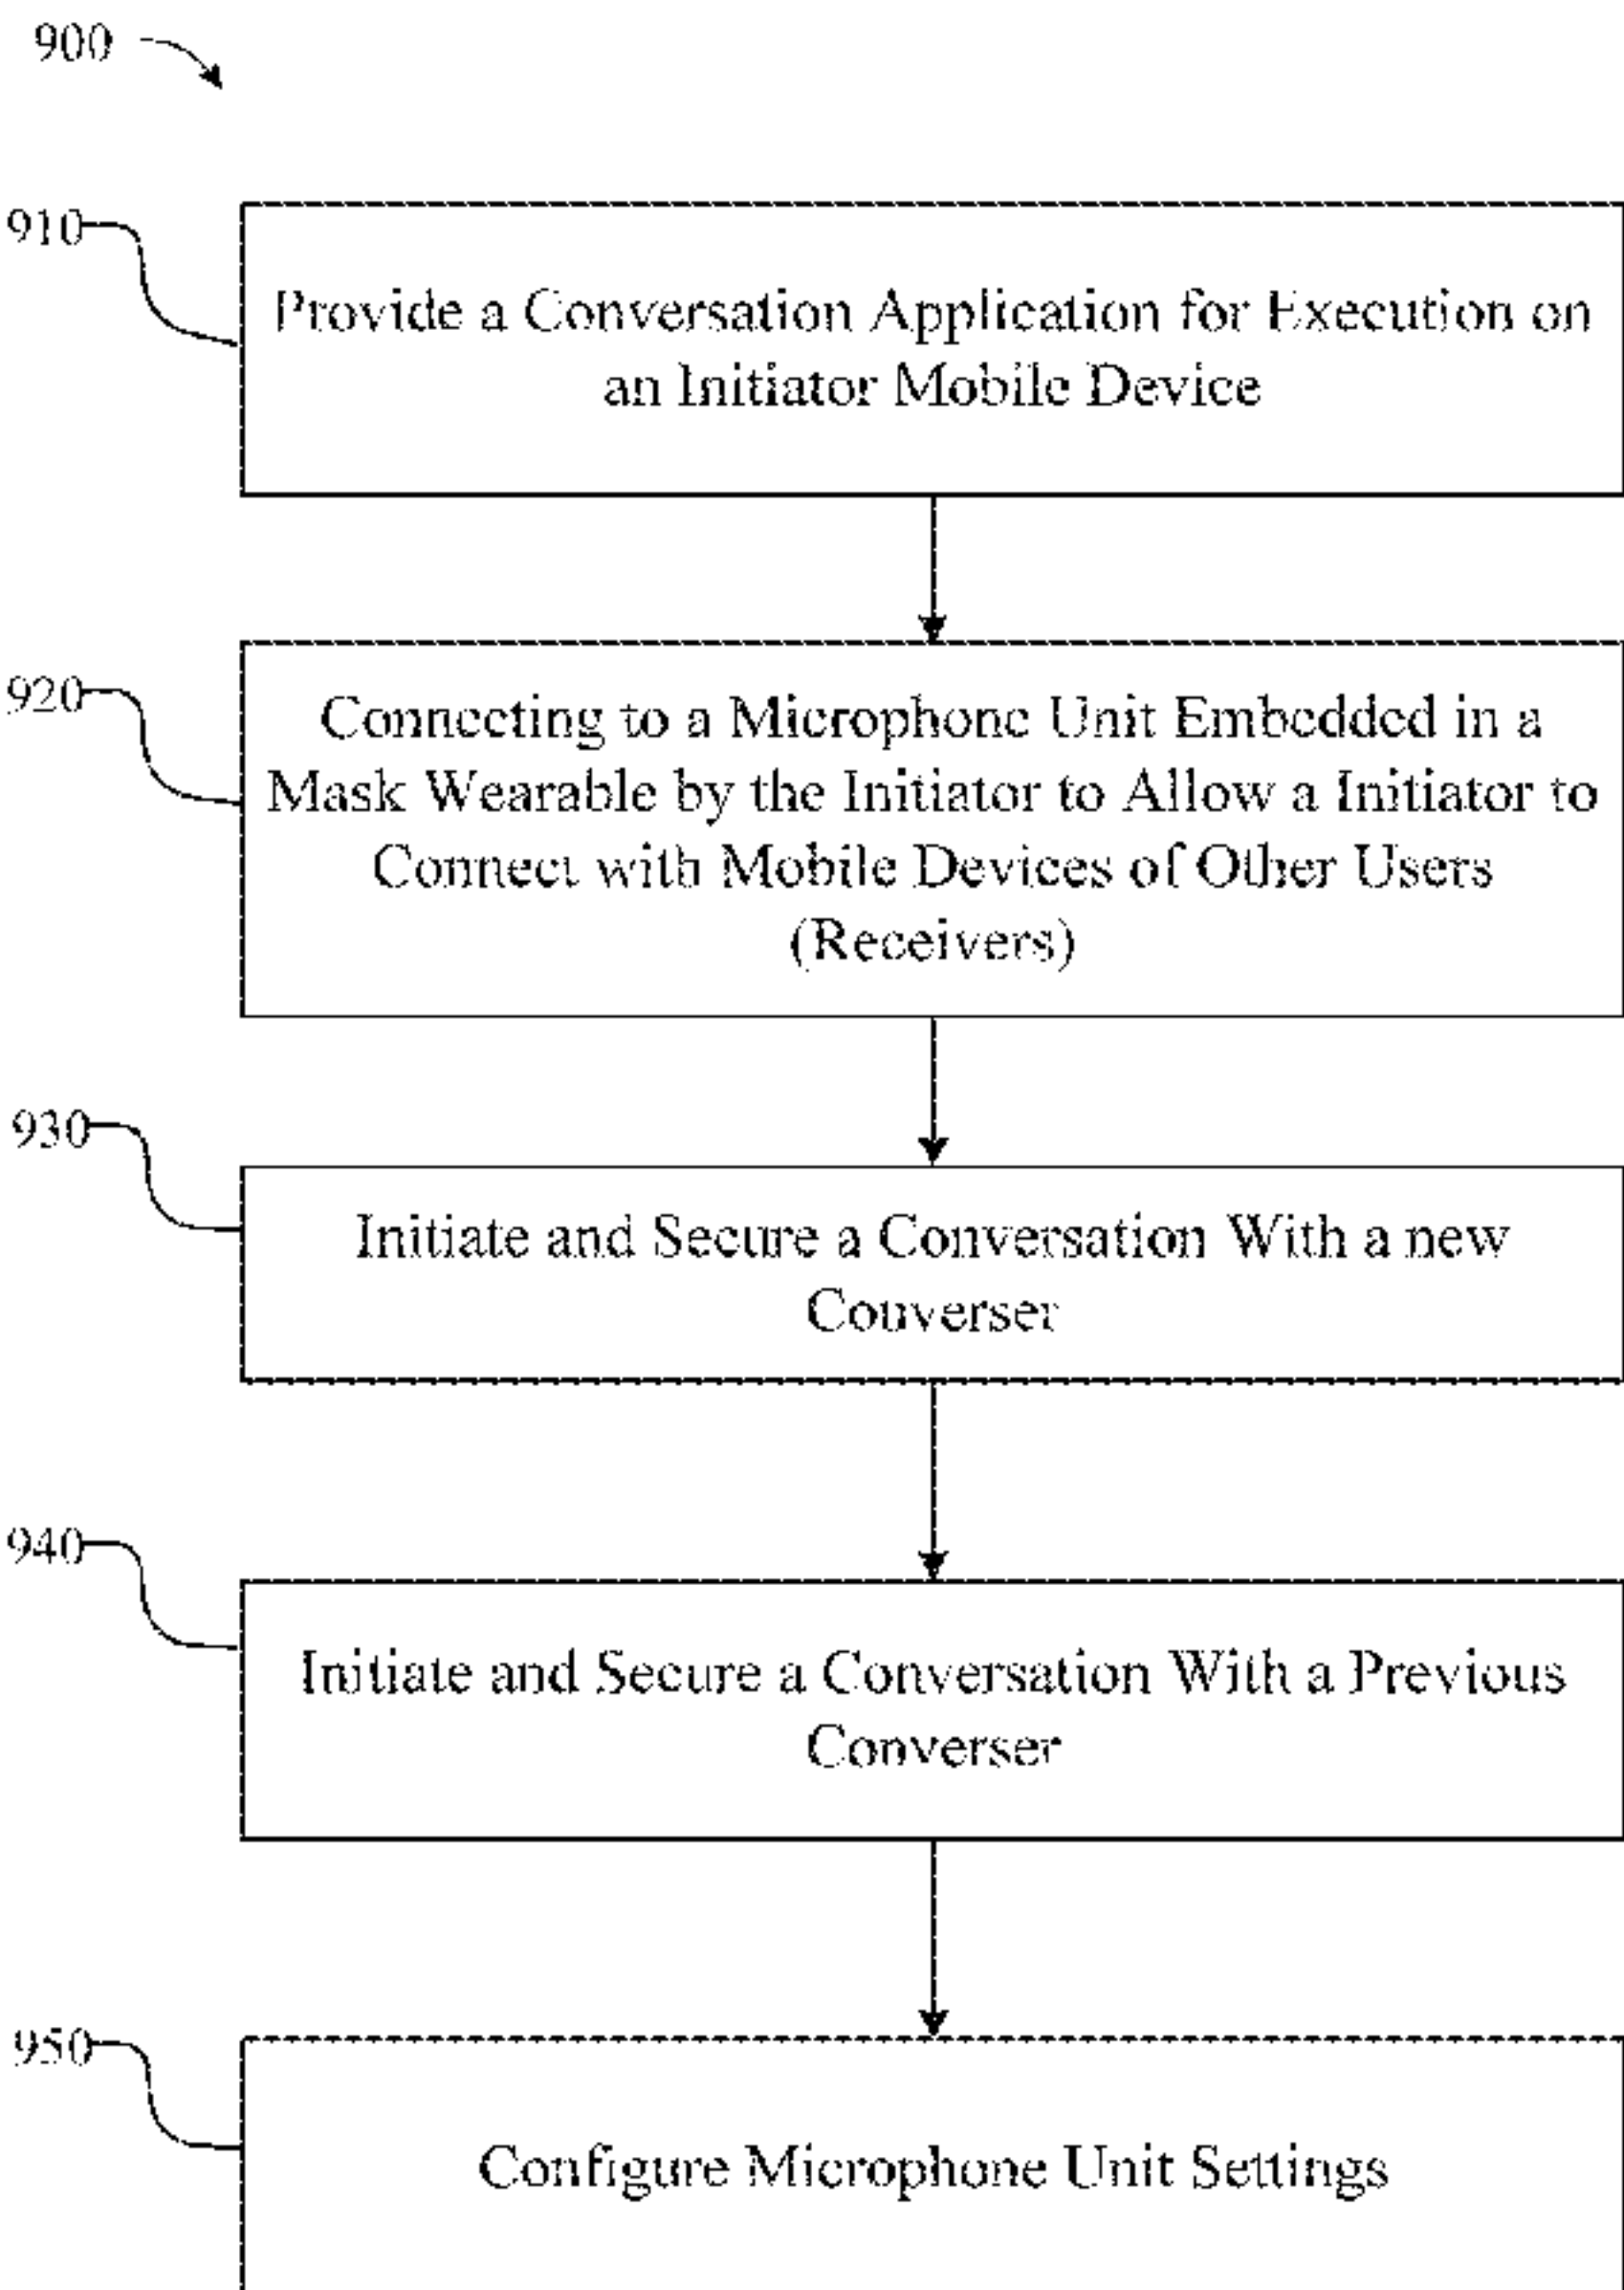 900
910
Provide a Conversation Application for Execution on
an Initiator Mobile Device
920
Connecting to a Microphone Unit Embedded in a
Mask Wearable by the Initiator to Allow a Initiator to
Connect with Mobile Devices of Other Users
(Receivers)
930
Initiate and Secure a Conversation With a new
Converser
940
Initiate and Secure a Conversation With a Previous
Converser
950
Configure Microphone Unit Settings